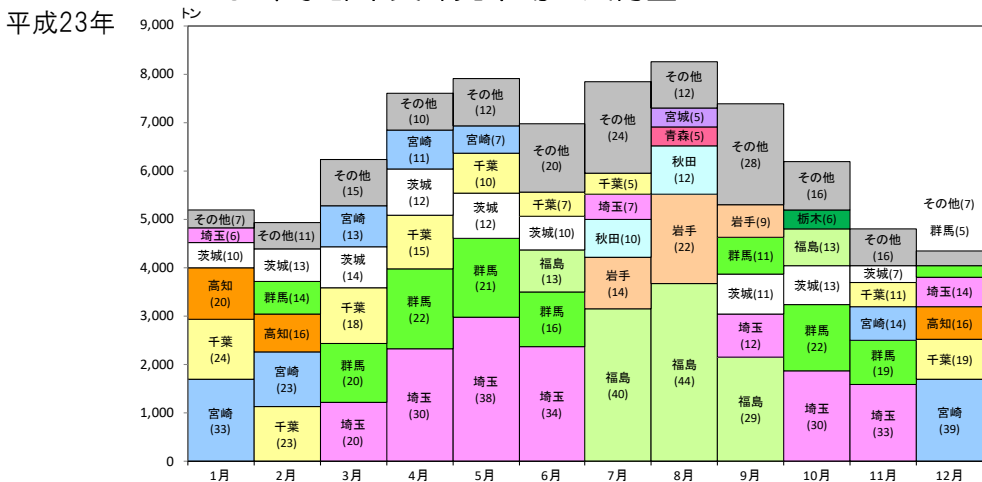 平成23年
トン
9,000
8,000
7,000
6,000
5,000
4,000
3,000
2,000
1,000
0
その他(7)
埼玉(6)
茨城(10)
高知
(20)
千葉
(24)
宮崎
(33)
1月
その他(11)
茨城(13)
群馬(14)
高知(16)
宮崎
(23)
千葉
(23)
2月
その他
(15)
宮崎
(13)
茨城
(14)
千葉
(18)
群馬
(20)
埼玉
(20)
3月
その他
(10)
宮崎
(11)
茨城
(12)
千葉
(15)
群馬
(22)
埼玉
(30)
4月
その他
(12)
宮崎(7)
千葉
(10)
茨城
(12)
群馬
(21)
埼玉
(38)
5月
その他
(20)
千葉(7)
茨城(10)
福島
(13)
群馬
(16)
埼玉
(34)
6月
その他
(24)
千葉(5)
埼玉(7)
秋田(10)
岩手
(14)
福島
(40)
7月
その他
(12)
宮城(5)
青森(5)
秋田
(12)
岩手
(22)
福島
(44)
8月
その他
(28)
岩手(9)
群馬(11)
茨城(11)
埼玉
(12)
福島
(29)
9月
その他
(16)
栃木(6)
福島(13)
茨城(13)
群馬
(22)
埼玉
(30)
10月
その他
(16)
茨城(7)
千葉(11)
宮崎(14)
群馬
(19)
埼玉
(33)
11月
その他(7)
群馬(5)
埼玉(14)
高知(16)
千葉(19)
宮崎
(39)
12月